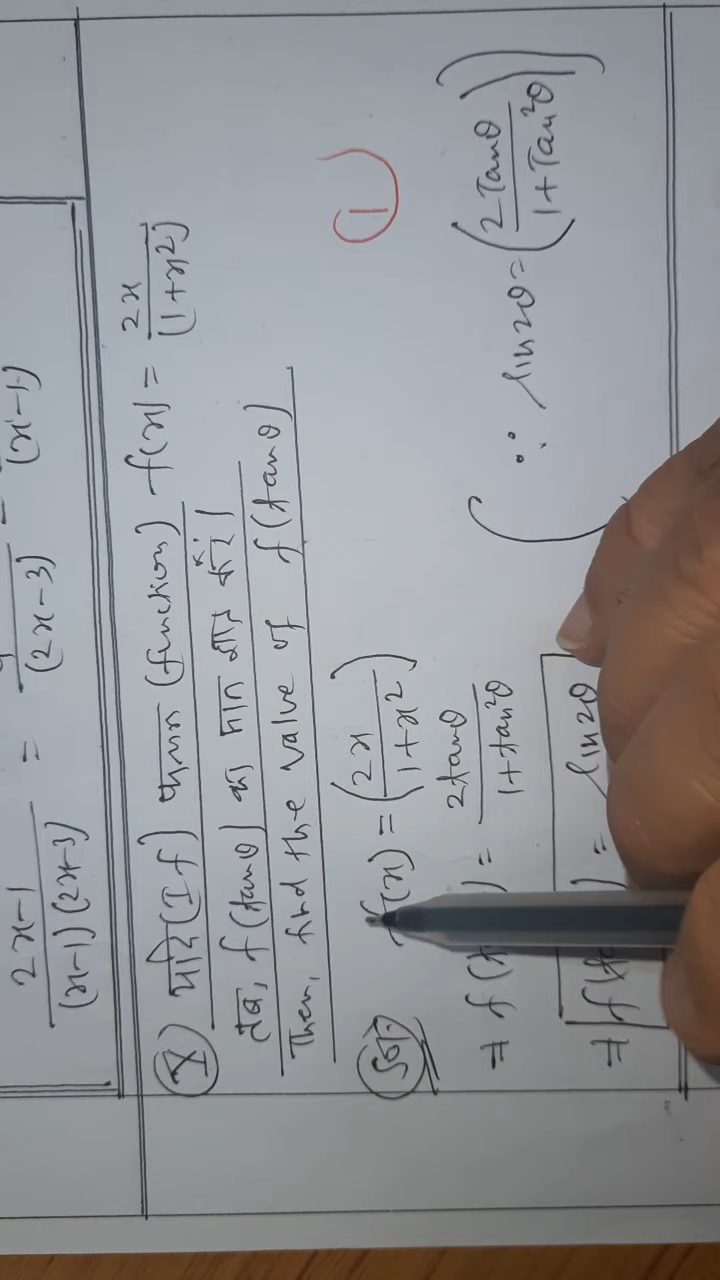 2x-1 / (x-1)(2x-3) = / (2x-3) - / (x-1)
(X) यदि (If) फलन (function) f(x) = 2x / (1+x²)
तब, f(tanθ) का मान ज्ञात करें।
Then, find the value of f(tanθ)
(1)
Sol? f(x) = (2x / 1+x²)
⇒ f(t ) = 2tanθ / 1+tan²θ (∵ sin2θ = (2Tanθ / 1+Tan²θ))
⇒ f(ta ) = sin2θ